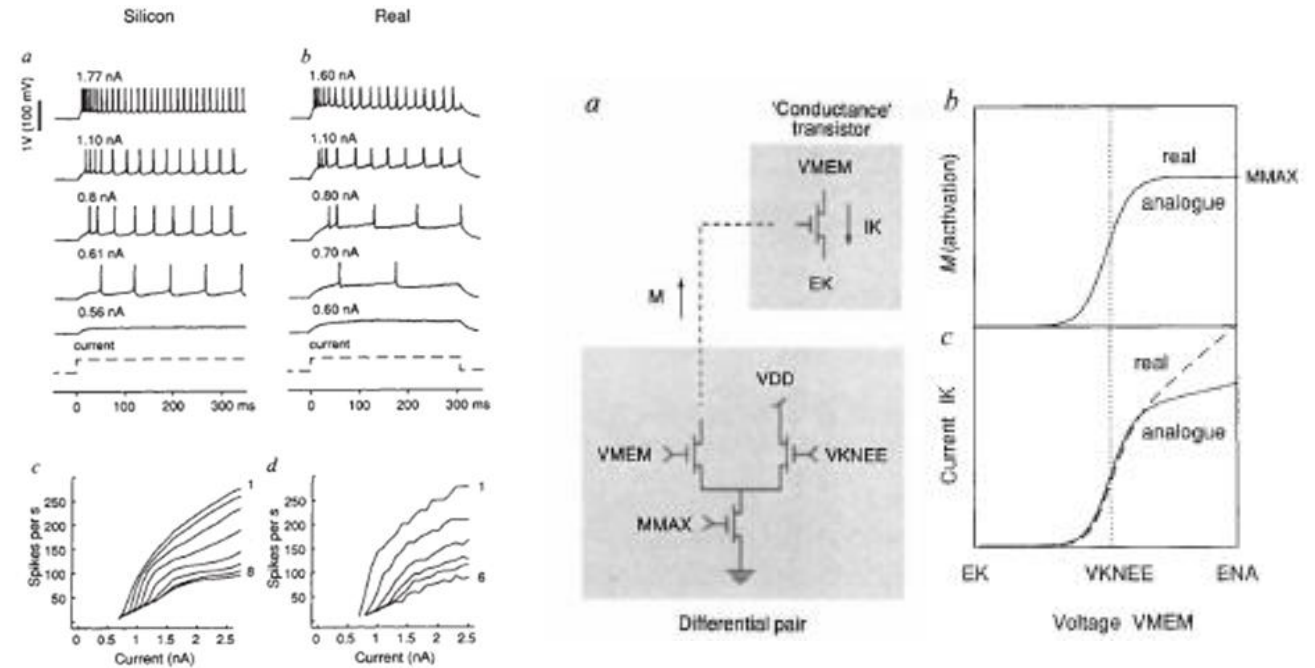 Silicon
Real
a
b
1V (100 mV)
1.77 nA
1.10 nA
0.8 nA
0.61 nA
0.56 nA
current
0 100 200 300 ms
1.60 nA
1.10 nA
0.80 nA
0.70 nA
0.60 nA
current
0 100 200 300 ms
c
Spikes per s
250
200
150
100
50
1
8
0 0.5 1 1.5 2 2.5
Current (nA)
d
Spikes per s
250
200
150
100
50
1
6
0 0.5 1 1.5 2 2.5
Current (nA)
a
'Conductance'
transistor
VMEM
IK
EK
M
VDD
VMEM
VKNEE
MMAX
Differential pair
b
M (activation)
real
MMAX
analogue
c
Current IK
real
analogue
EK VKNEE ENA
Voltage VMEM